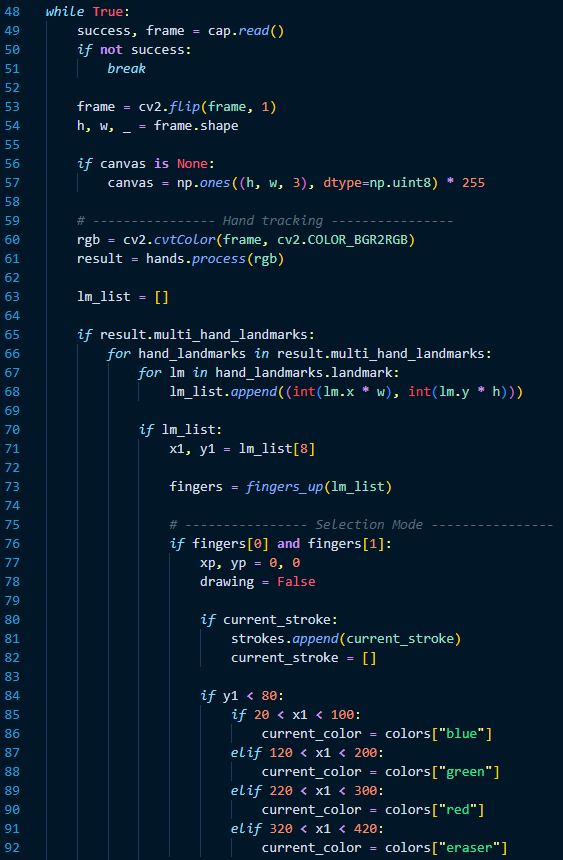 48 while True:
49     success, frame = cap.read()
50     if not success:
51         break
52
53     frame = cv2.flip(frame, 1)
54     h, w, _ = frame.shape
55
56     if canvas is None:
57         canvas = np.ones((h, w, 3), dtype=np.uint8) * 255
58
59     # ---------------- Hand tracking ----------------
60     rgb = cv2.cvtColor(frame, cv2.COLOR_BGR2RGB)
61     result = hands.process(rgb)
62
63     lm_list = []
64
65     if result.multi_hand_landmarks:
66         for hand_landmarks in result.multi_hand_landmarks:
67             for lm in hand_landmarks.landmark:
68                 lm_list.append((int(lm.x * w), int(lm.y * h)))
69
70             if lm_list:
71                 x1, y1 = lm_list[8]
72
73                 fingers = fingers_up(lm_list)
74
75                 # ---------------- Selection Mode ----------------
76                 if fingers[0] and fingers[1]:
77                     xp, yp = 0, 0
78                     drawing = False
79
80                     if current_stroke:
81                         strokes.append(current_stroke)
82                         current_stroke = []
83
84                     if y1 < 80:
85                         if 20 < x1 < 100:
86                             current_color = colors["blue"]
87                         elif 120 < x1 < 200:
88                             current_color = colors["green"]
89                         elif 220 < x1 < 300:
90                             current_color = colors["red"]
91                         elif 320 < x1 < 420:
92                             current_color = colors["eraser"]